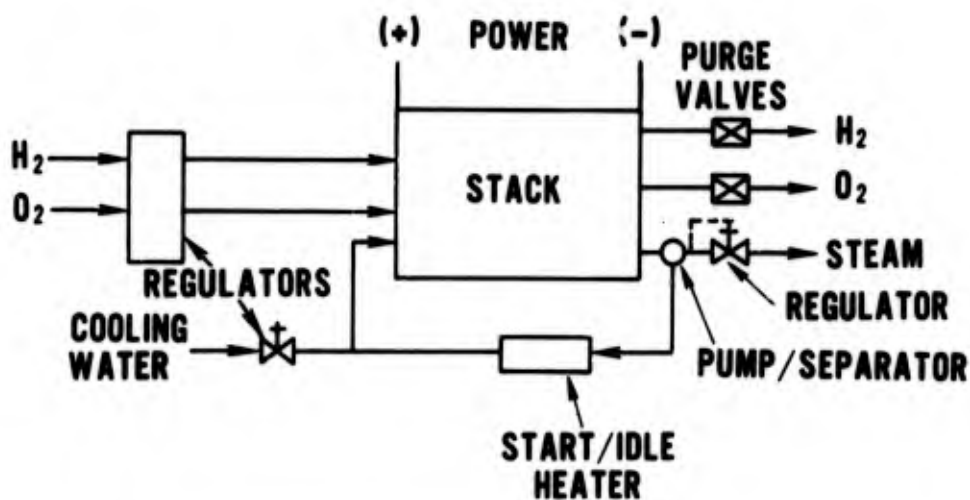 (+) POWER (-)
PURGE
VALVES
H₂
H₂
O₂
O₂
STACK
STEAM
REGULATORS
REGULATOR
COOLING
WATER
PUMP/SEPARATOR
START/IDLE
HEATER